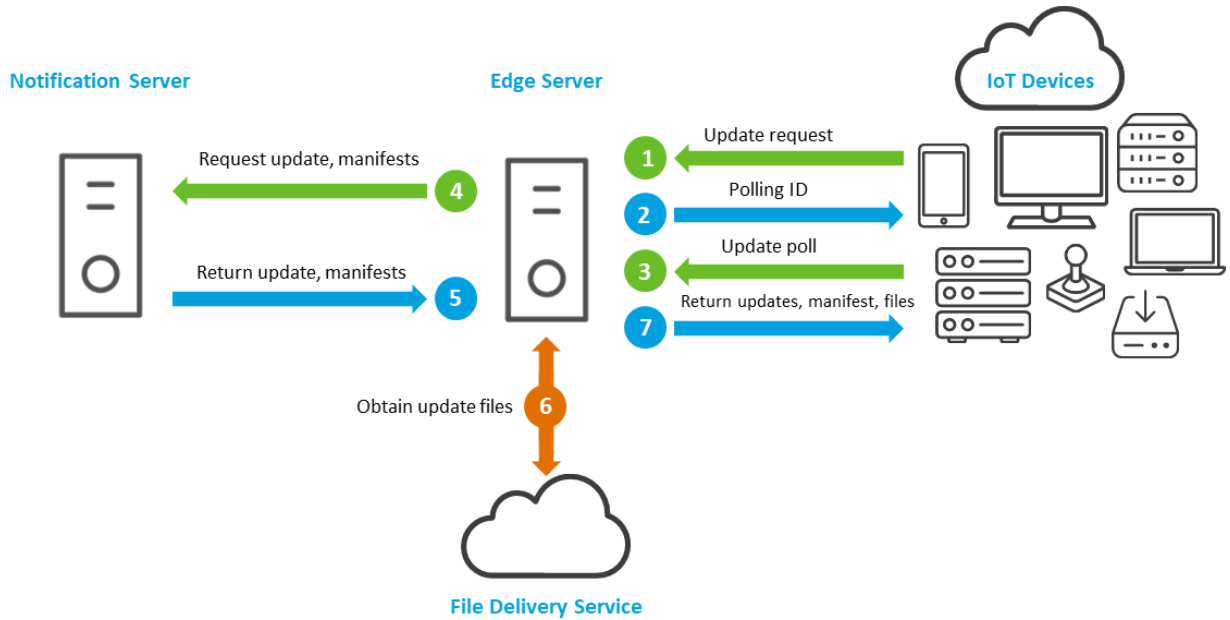 Notification Server
Edge Server
IoT Devices
Update request
1
Request update, manifests
4
Polling ID
2
Update poll
3
Return update, manifests
5
Return updates, manifest, files
7
Obtain update files
6
File Delivery Service